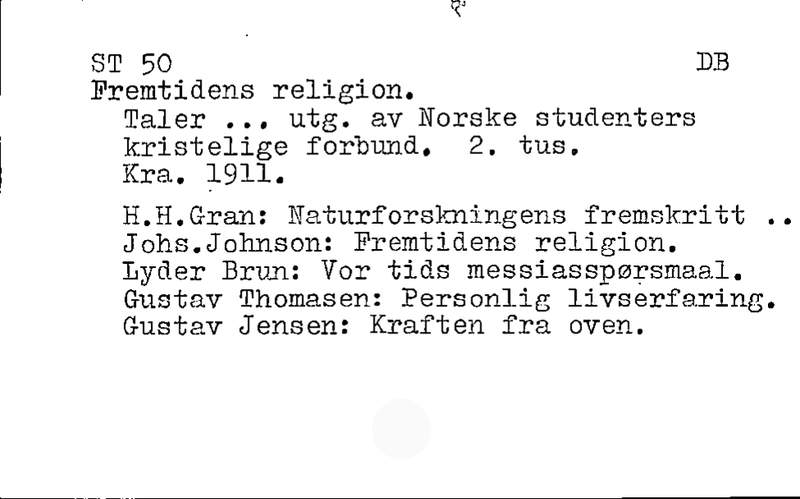 ST 50 DB
Fremtidens religion.
Taler ... utg. av Norske studenters
kristelige forbund. 2. tus.
Kra. 1911.
H.H.Gran: Naturforskningens fremskritt ..
Johs.Johnson: Fremtidens religion.
Lyder Brun: Vor tids messiasspørsmaal.
Gustav Thomasen: Personlig livserfaring.
Gustav Jensen: Kraften fra oven.